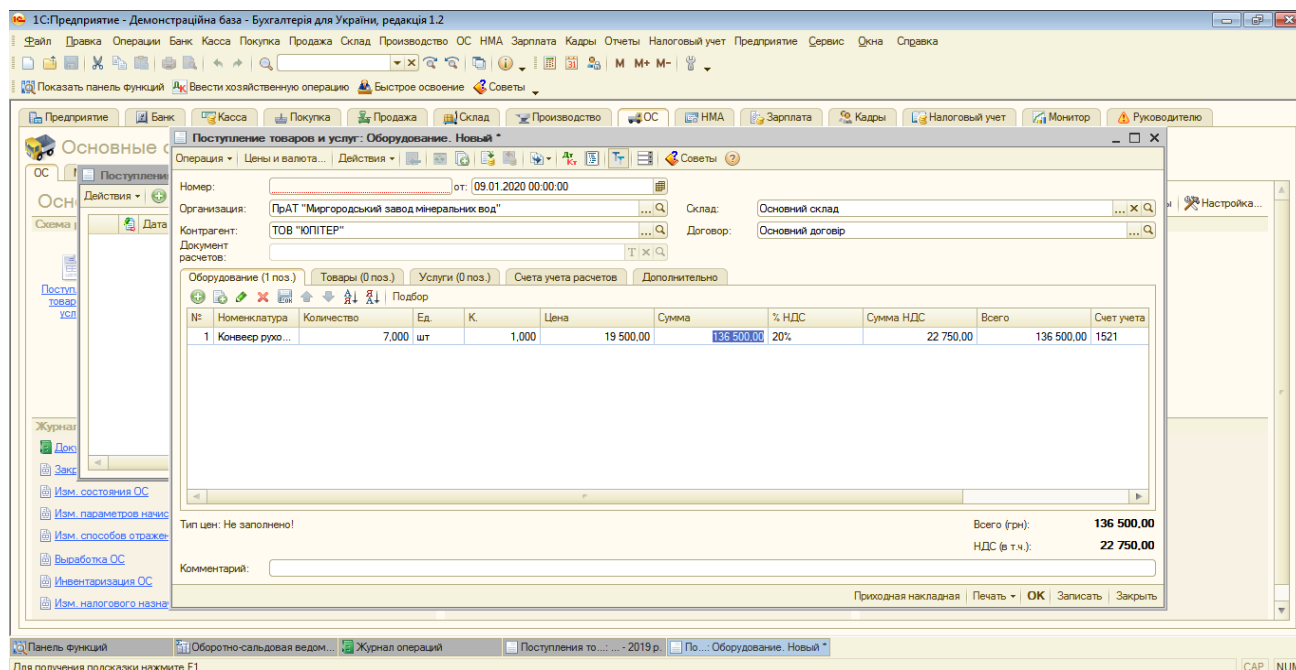 1С:Предприятие - Демонстраційна база - Бухгалтерія для України, редакція 1.2
Файл Правка Операции Банк Касса Покупка Продажа Склад Производство ОС НМА Зарплата Кадры Отчеты Налоговый учет Предприятие Сервис Окна Справка
M M+ M-
Показать панель функций Ввести хозяйственную операцию Быстрое освоение Советы
Предприятие Банк Касса Покупка Продажа Склад Производство ОС НМА Зарплата Кадры Налоговый учет Монитор Руководителю
Основные с
Поступление товаров и услуг: Оборудование. Новый *
Операция Цены и валюта... Действия Советы
ОС
Поступлени
Номер: от: 09.01.2020 00:00:00
Действия
Настройка...
Организация: ПрАТ "Миргородський завод мінеральних вод" Склад: Основний склад
Схема
Дата
Контрагент: ТОВ "ЮПІТЕР" Договор: Основний договір
Документ
расчетов:
Оборудование (1 поз.) Товары (0 поз.) Услуги (0 поз.) Счета учета расчетов Дополнительно
Поступ.
товар
усл
Подбор
№ Номенклатура Количество Ед. К. Цена Сумма % НДС Сумма НДС Всего Счет учета
1 Конвеєр рухо... 7,000 шт 1,000 19 500,00 136 500,00 20% 22 750,00 136 500,00 1521
Журнал
Доку
Закр
Изм. состояния ОС
Изм. параметров начис
Изм. способов отражен
Выработка ОС
Инвентаризация ОС
Изм. налогового назна
Тип цен: Не заполнено! Всего (грн): 136 500,00
НДС (в т.ч.): 22 750,00
Комментарий:
Приходная накладная Печать OK Записать Закрыть
Панель функций Оборотно-сальдовая ведом... Журнал операций Поступления то...: ... - 2019 р. По...: Оборудование. Новый *
Для получения подсказки нажмите F1 CAP NUM